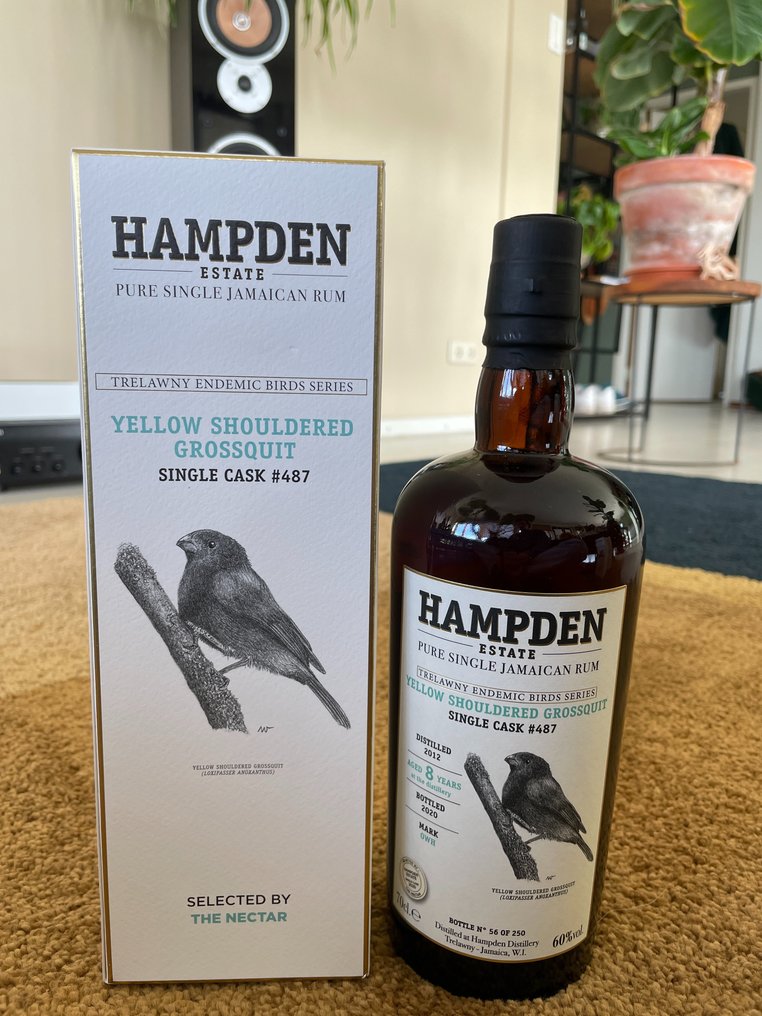 HAMPDEN
ESTATE
PURE SINGLE JAMAICAN RUM
TRELAWNY ENDEMIC BIRDS SERIES
YELLOW SHOULDERED
GROSSQUIT
SINGLE CASK #487
YELLOW SHOULDERED GROSSQUIT
(LOXIPASSER ANOXANTHUS)
SELECTED BY
THE NECTAR
HAMPDEN
ESTATE
PURE SINGLE JAMAICAN RUM
TRELAWNY ENDEMIC BIRDS SERIES
YELLOW SHOULDERED GROSSQUIT
SINGLE CASK #487
DISTILLED
2012
AGED 8 YEARS
at the distillery
BOTTLED
2020
MARK
OWH
YELLOW SHOULDERED GROSSQUIT
(LOXIPASSER ANOXANTHUS)
70cl.e
BOTTLE N° 56 OF 250
Distilled at Hampden Distillery
Trelawny - Jamaica, W.I.
60%vol.